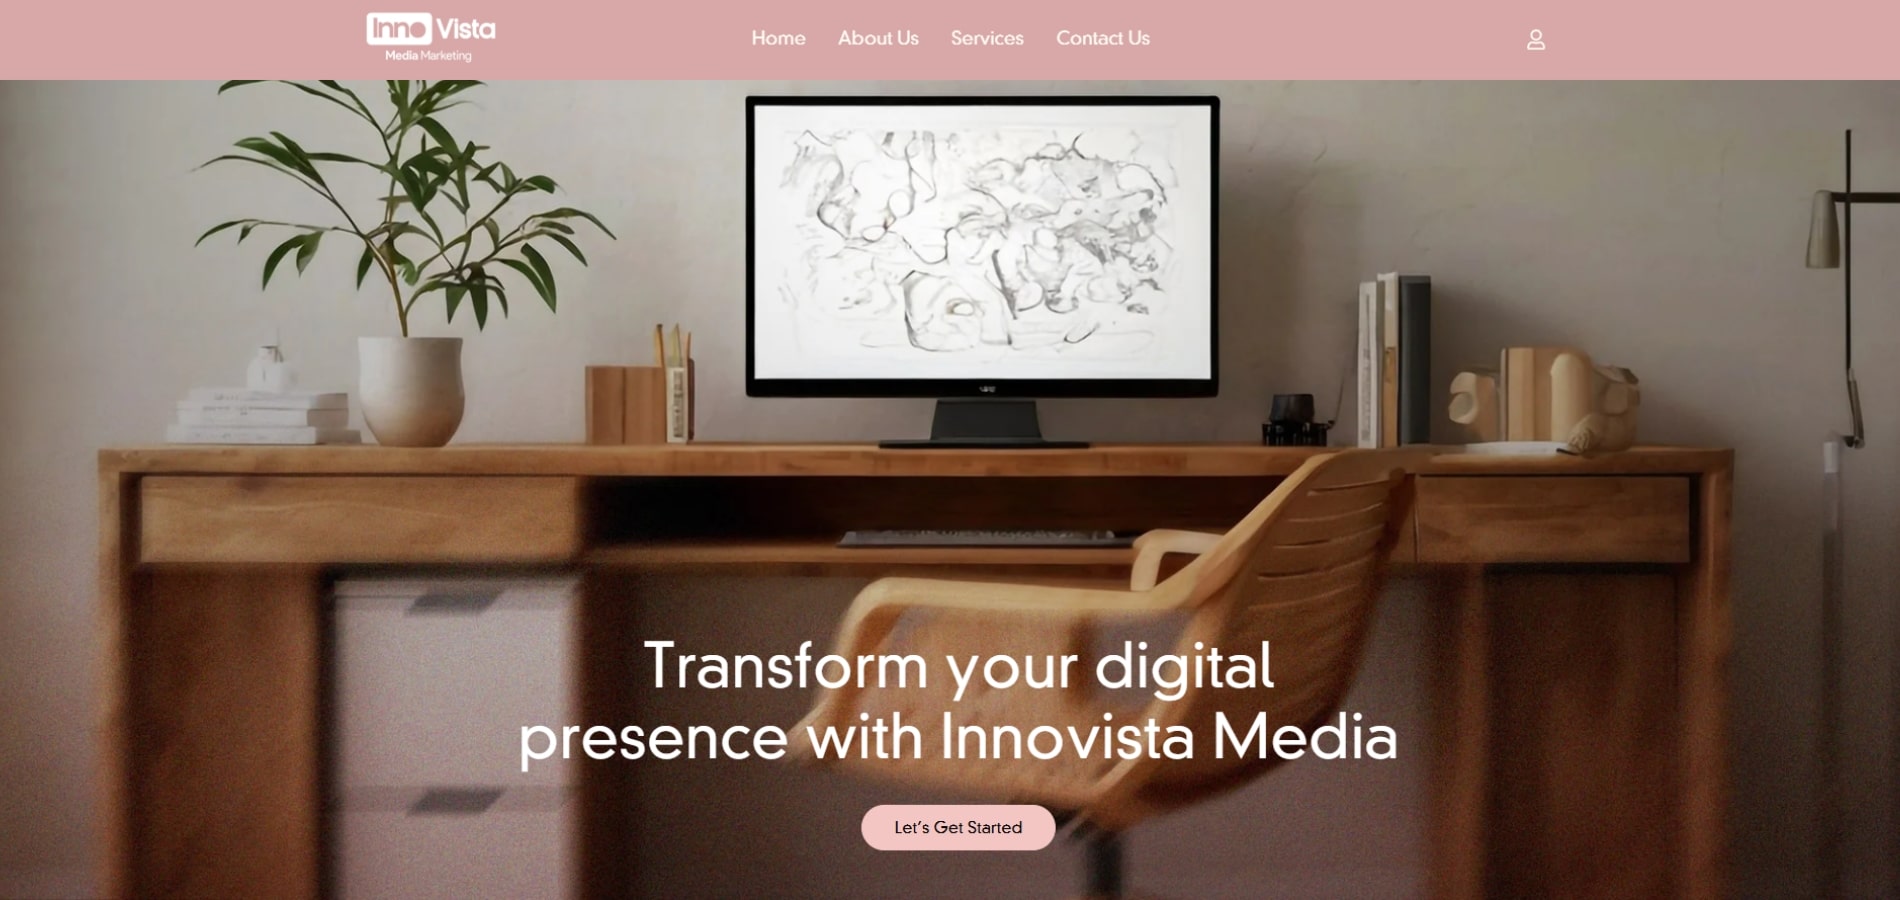 Inno Vista
Media Marketing
Home About Us Services Contact Us
Transform your digital
presence with Innovista Media
Let's Get Started